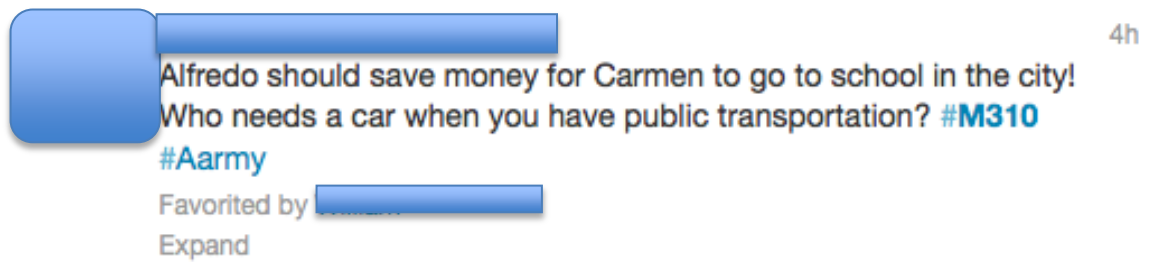 4h
Alfredo should save money for Carmen to go to school in the city!
Who needs a car when you have public transportation? #M310
#Aarmy
Favorited by
Expand